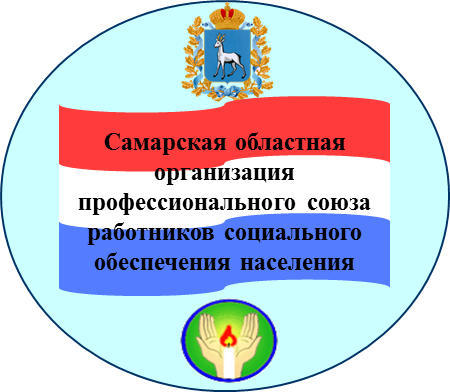 Самарская областная
организация
профессионального союза
работников социального
обеспечения населения